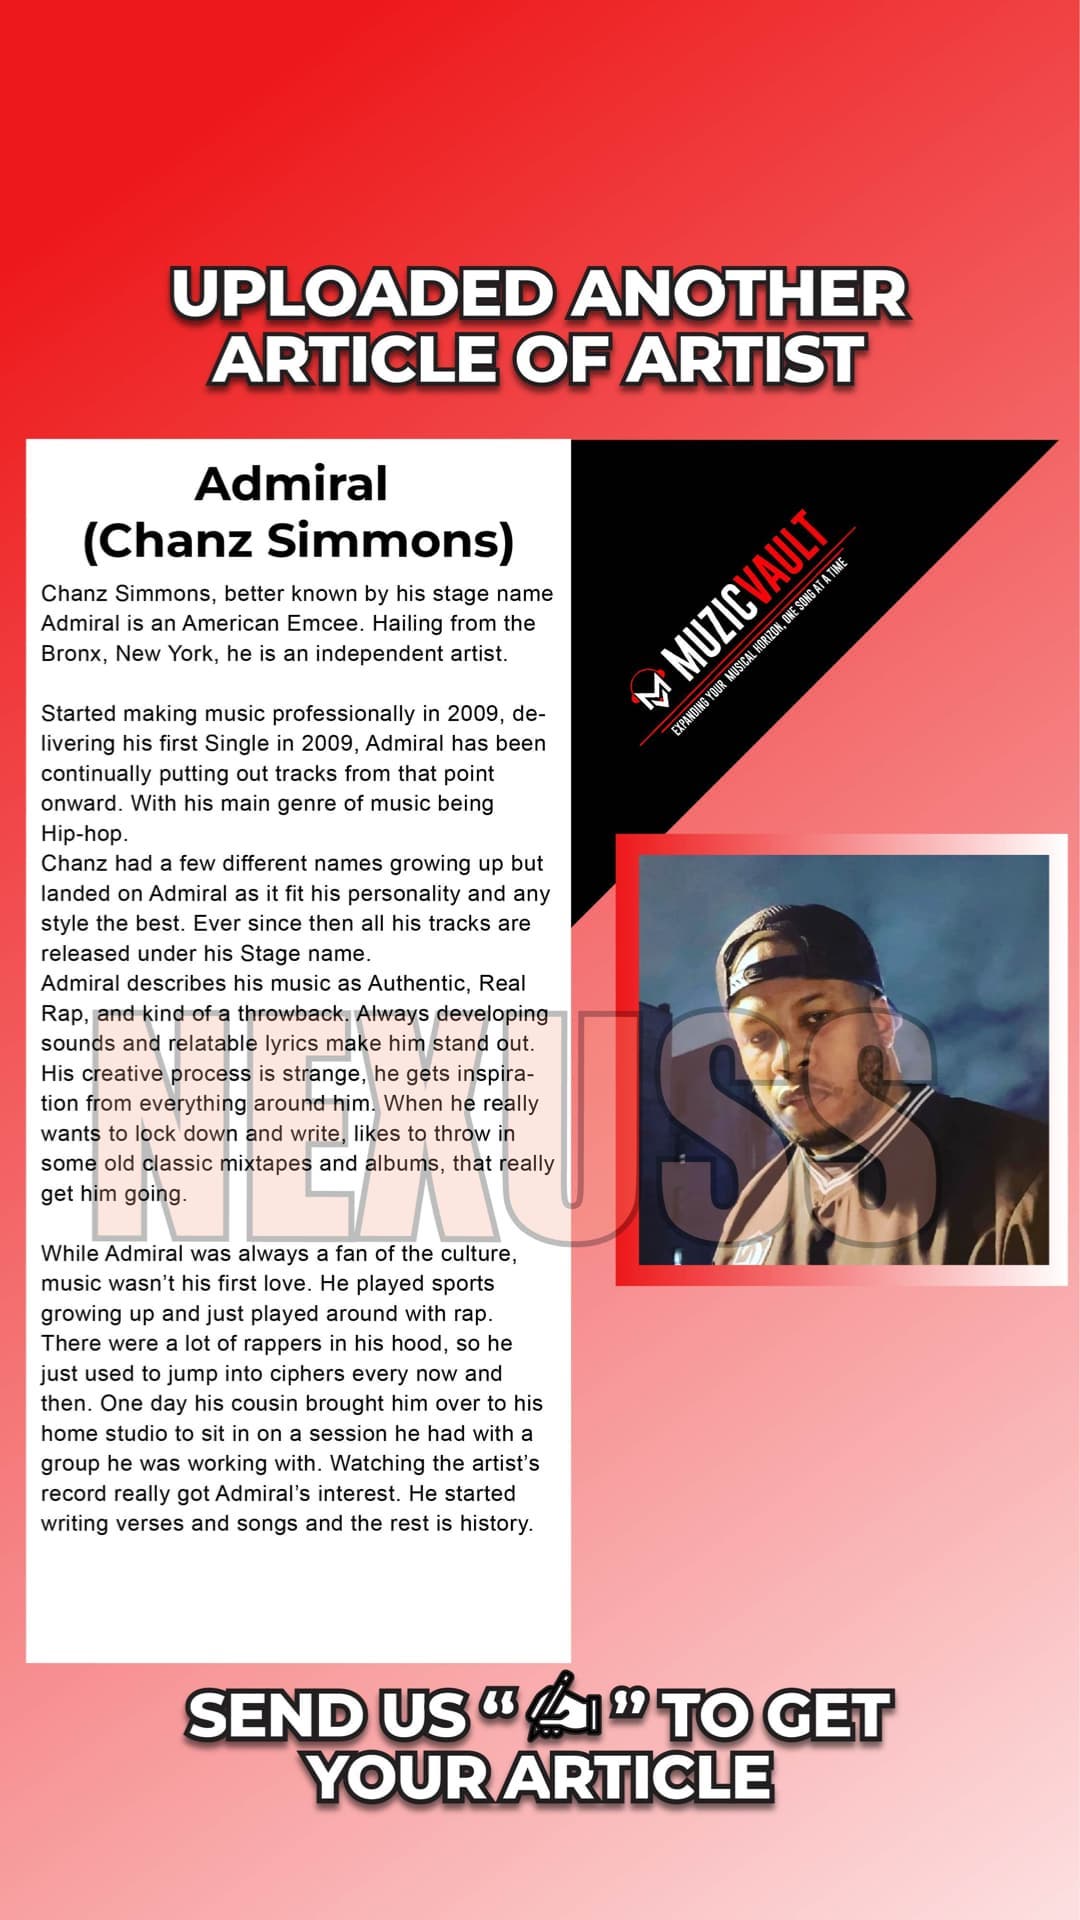 UPLOADED ANOTHER
ARTICLE OF ARTIST
Admiral
(Chanz Simmons)
Chanz Simmons, better known by his stage name
Admiral is an American Emcee. Hailing from the
Bronx, New York, he is an independent artist.
Started making music professionally in 2009, de-
livering his first Single in 2009, Admiral has been
continually putting out tracks from that point
onward. With his main genre of music being
Hip-hop.
Chanz had a few different names growing up but
landed on Admiral as it fit his personality and any
style the best. Ever since then all his tracks are
released under his Stage name.
Admiral describes his music as Authentic, Real
Rap, and kind of a throwback. Always developing
sounds and relatable lyrics make him stand out.
His creative process is strange, he gets inspira-
tion from everything around him. When he really
wants to lock down and write, likes to throw in
some old classic mixtapes and albums, that really
get him going.
While Admiral was always a fan of the culture,
music wasn’t his first love. He played sports
growing up and just played around with rap.
There were a lot of rappers in his hood, so he
just used to jump into ciphers every now and
then. One day his cousin brought him over to his
home studio to sit in on a session he had with a
group he was working with. Watching the artist’s
record really got Admiral’s interest. He started
writing verses and songs and the rest is history.
MUZICVAULT
EXPANDING YOUR MUSICAL HORIZON, ONE SONG AT A TIME
NEXUSS
SEND US “✍” TO GET
YOUR ARTICLE